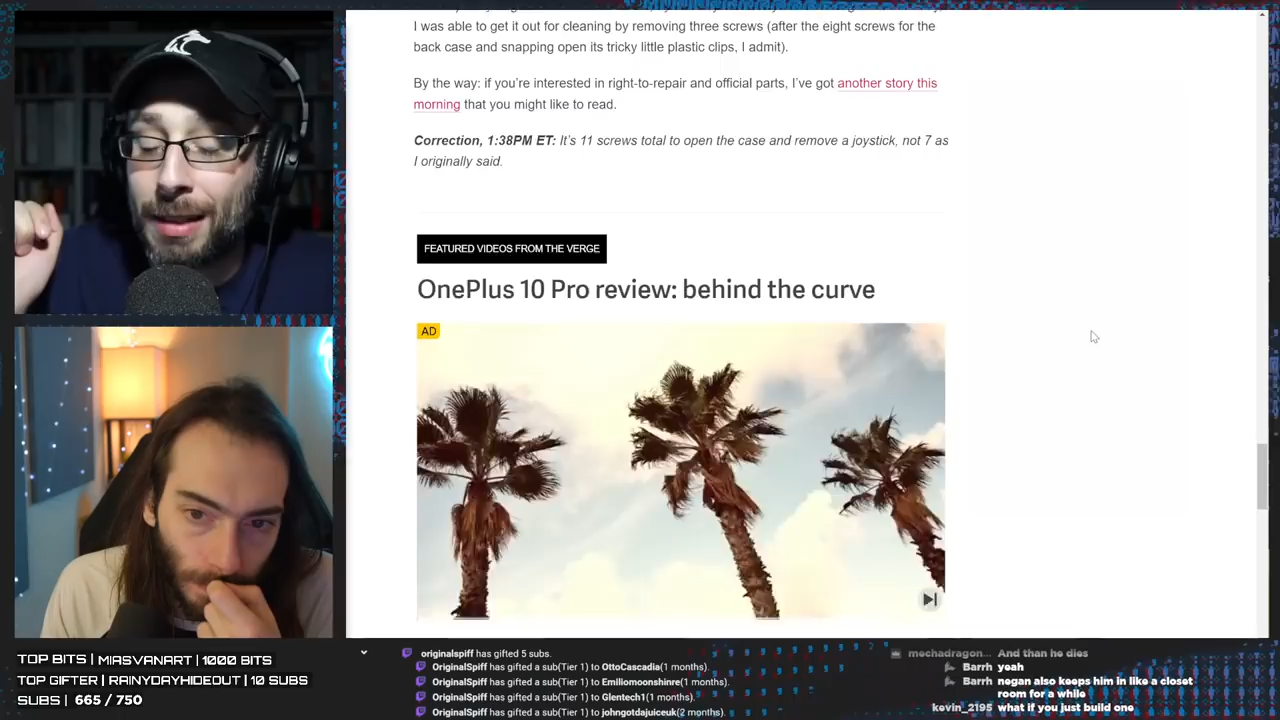 I was able to get it out for cleaning by removing three screws (after the eight screws for the
back case and snapping open its tricky little plastic clips, I admit).
By the way: if you’re interested in right-to-repair and official parts, I’ve got another story this
morning that you might like to read.
Correction, 1:38PM ET: It’s 11 screws total to open the case and remove a joystick, not 7 as
I originally said.
FEATURED VIDEOS FROM THE VERGE
OnePlus 10 Pro review: behind the curve
AD
TOP BITS | MIASVANART | 1000 BITS
TOP GIFTER | RAINYDAYHIDEOUT | 10 SUBS
SUBS | 665 / 750
originalspiff has gifted 5 subs.
OriginalSpiff has gifted a sub(Tier 1) to OttoCascadia(1 months).
OriginalSpiff has gifted a sub(Tier 1) to Emiliomoonshire(1 months).
OriginalSpiff has gifted a sub(Tier 1) to Glentech1(1 months).
OriginalSpiff has gifted a sub(Tier 1) to johngotdajuiceuk(2 months).
mechadragon... And than he dies
Barrh yeah
Barrh negan also keeps him in like a closet
room for a while
kevin_2195 what if you just build one